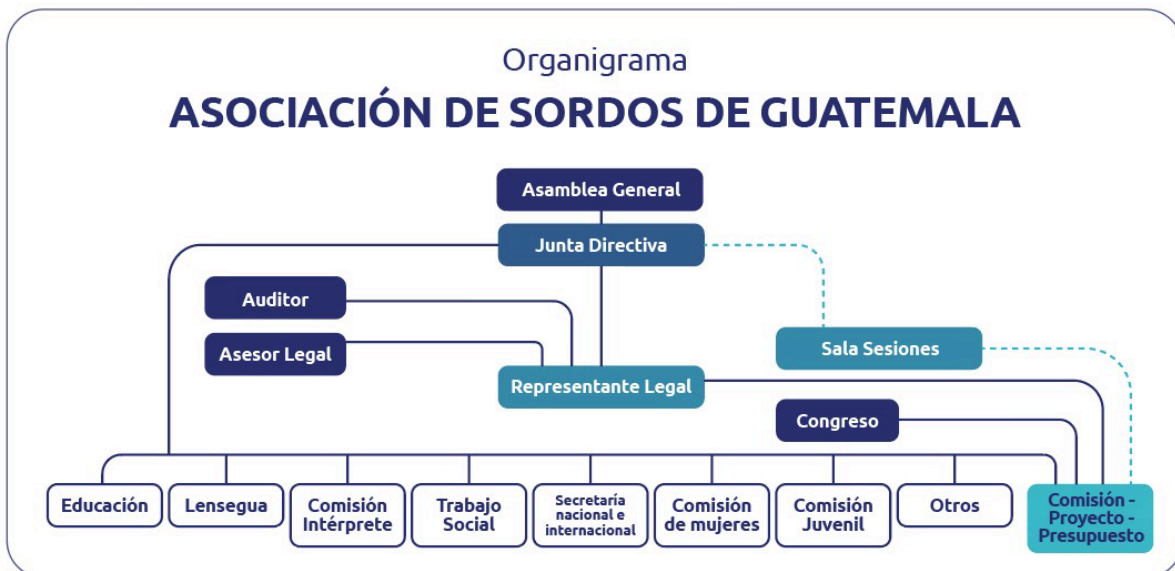 Organigrama
ASOCIACIÓN DE SORDOS DE GUATEMALA
Asamblea General
Junta Directiva
Auditor
Asesor Legal
Sala Sesiones
Representante Legal
Congreso
Educación
Lensegua
Comisión
Intérprete
Trabajo
Social
Secretaría
nacional e
internacional
Comisión
de mujeres
Comisión
Juvenil
Otros
Comisión -
Proyecto -
Presupuesto